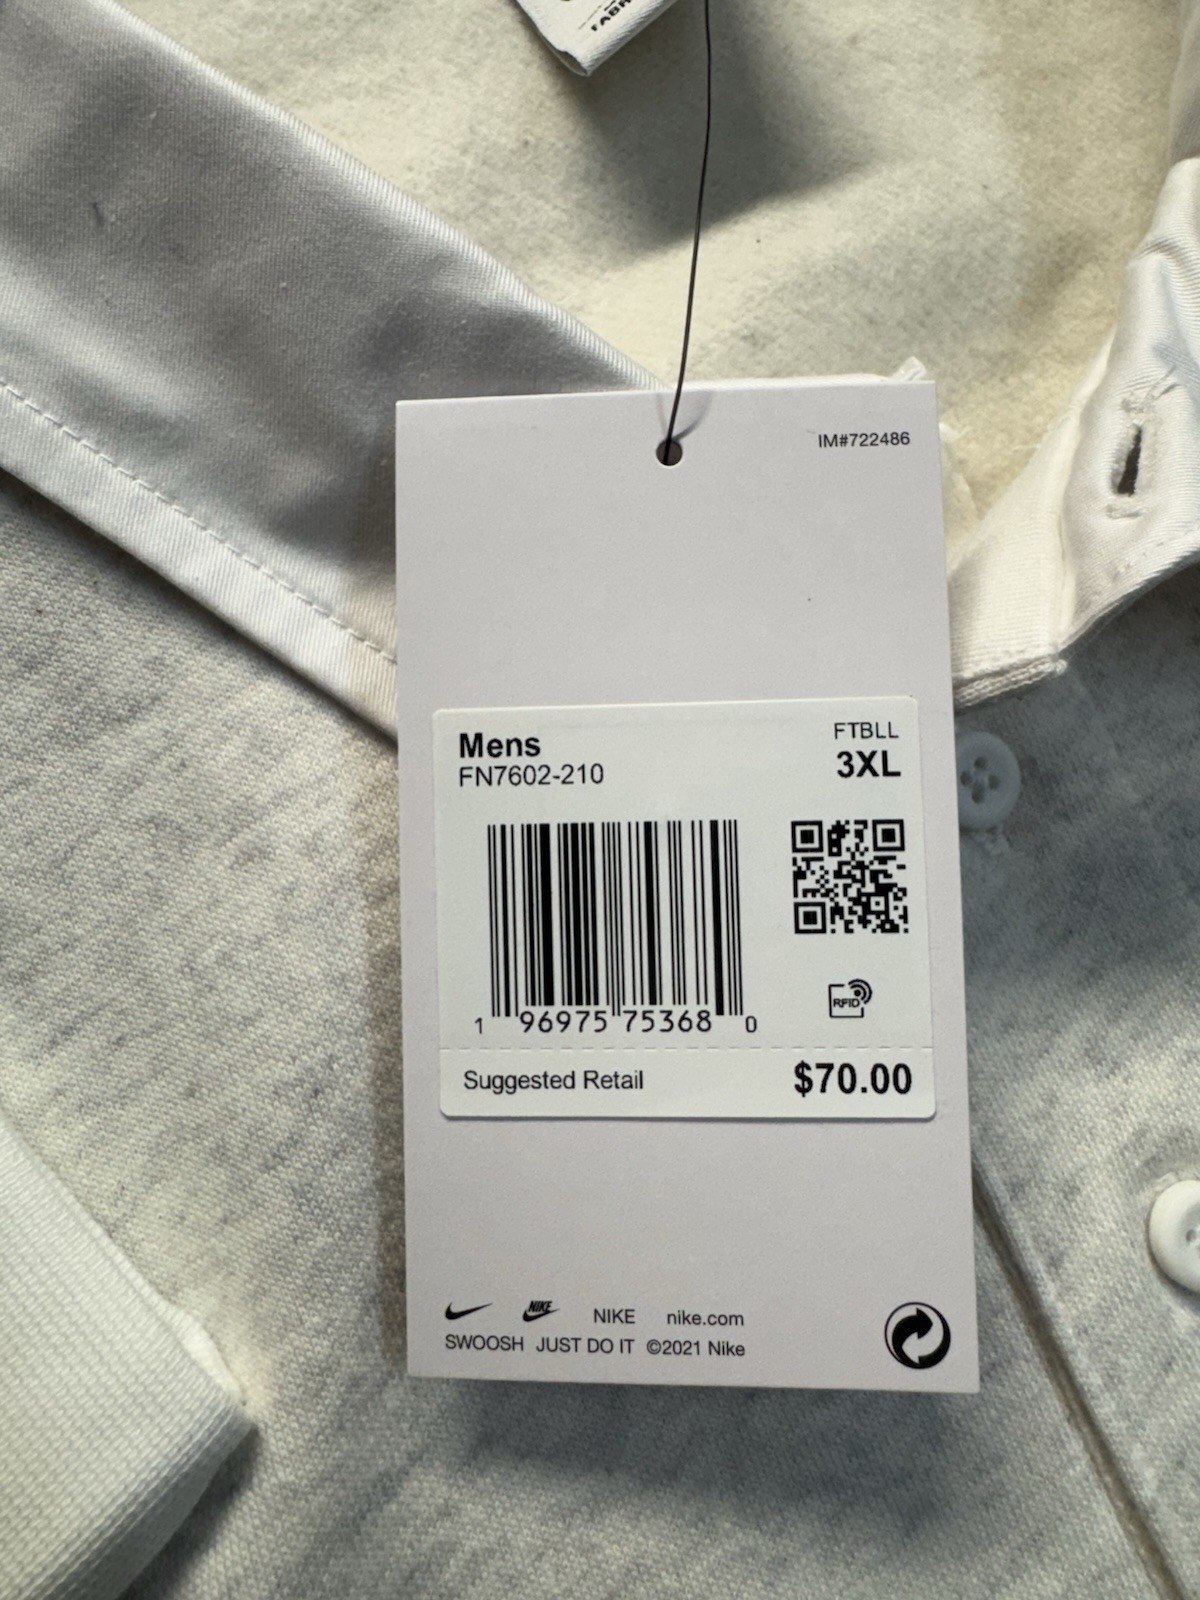 IM#722486
Mens
FTBLL
FN7602-210
3XL
RFID
1 96975 75368 0
Suggested Retail $70.00
NIKE NIKE nike.com
SWOOSH JUST DO IT ©2021 Nike